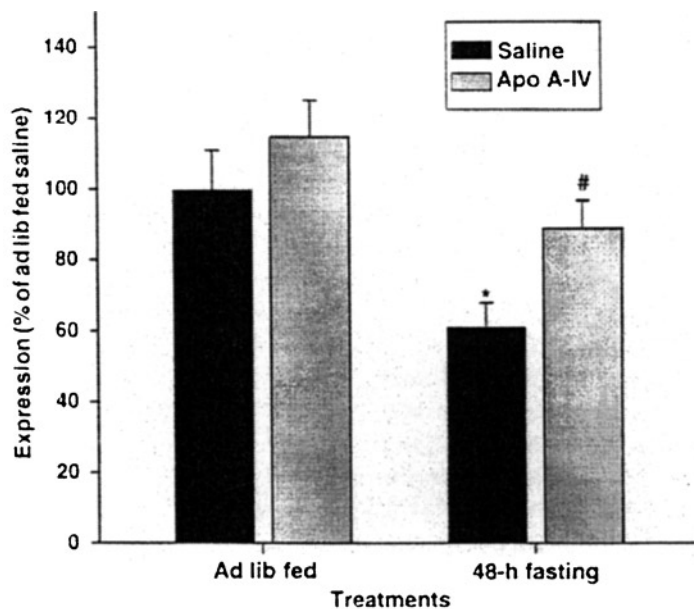 140
120
100
80
60
40
20
0
Expression (% of ad lib fed saline)
Saline
Apo A-IV
*
#
Ad lib fed
48-h fasting
Treatments